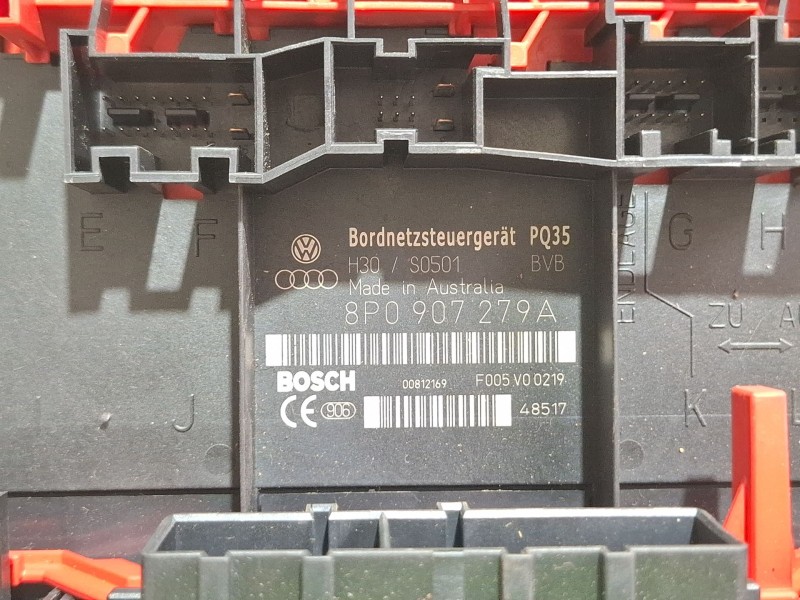 E F
G H
Bordnetzsteuergerät PQ35
H30 / S0501 BVB
Made in Australia
8P0 907 279A
ENDLAGE
ZU / A
BOSCH 00812169 F005 V0 0219
CE 906 48517
J
K L